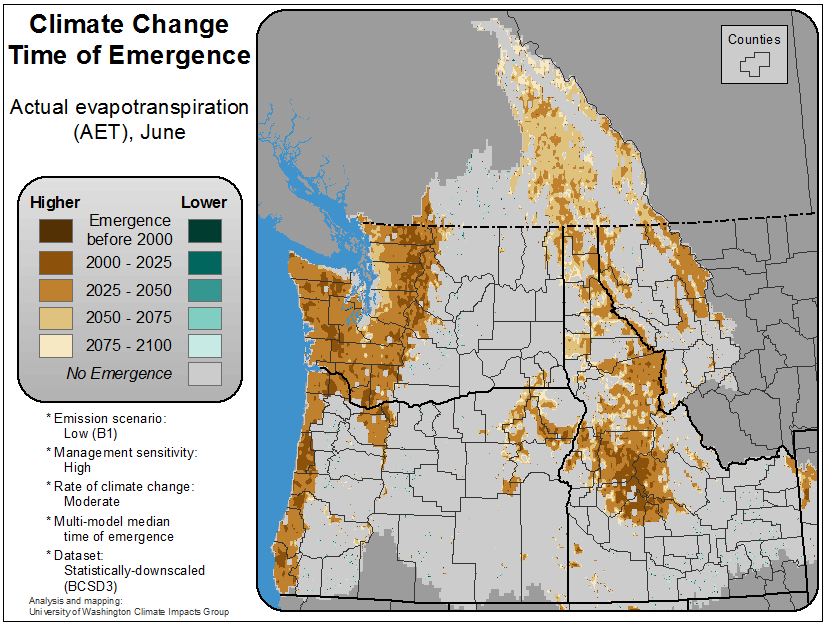 Climate Change
Time of Emergence
Actual evapotranspiration
(AET), June
Counties
Higher
Lower
Emergence
before 2000
2000 - 2025
2025 - 2050
2050 - 2075
2075 - 2100
No Emergence
* Emission scenario:
Low (B1)
* Management sensitivity:
High
* Rate of climate change:
Moderate
* Multi-model median
time of emergence
* Dataset:
Statistically-downscaled
(BCSD3)
Analysis and mapping:
University of Washington Climate Impacts Group